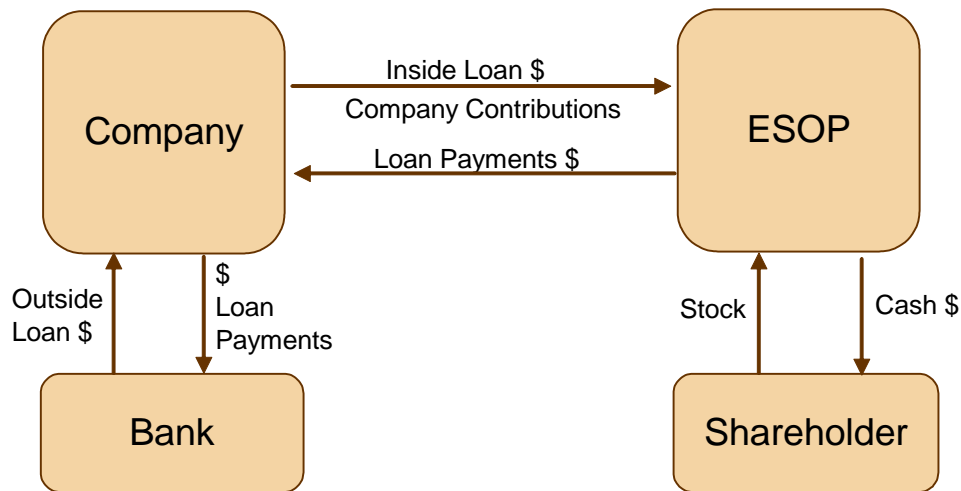 Inside Loan $
Company
Company Contributions
ESOP
Loan Payments $
Outside
Loan $
$
Loan
Payments
Stock
Cash $
Bank
Shareholder